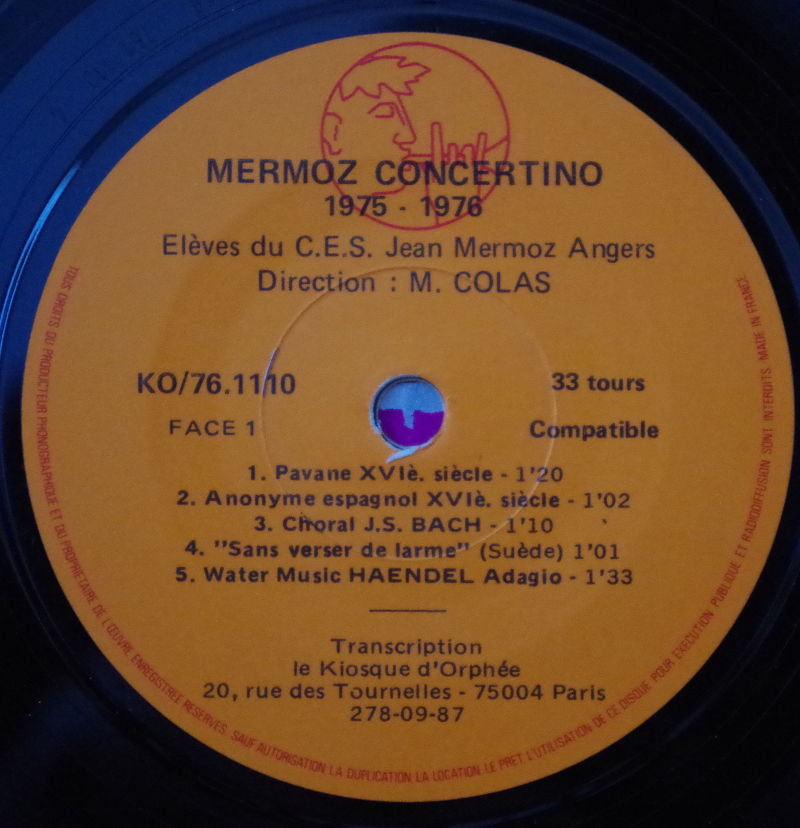 MERMOZ CONCERTINO
1975 - 1976
Elèves du C.E.S. Jean Mermoz Angers
Direction : M. COLAS
KO/76.1110
33 tours
FACE 1
Compatible
1. Pavane XVIè. siècle - 1'20
2. Anonyme espagnol XVIè. siècle - 1'02
3. Choral J.S. BACH - 1'10
4. "Sans verser de larme" (Suède) 1'01
5. Water Music HAENDEL Adagio - 1'33
Transcription
le Kiosque d'Orphée
20, rue des Tournelles - 75004 Paris
278-09-87
TOUS DROITS DU PRODUCTEUR PHONOGRAPHIQUE ET DU PROPRIETAIRE DE L'ŒUVRE ENREGISTREE RESERVES. SAUF AUTORISATION LA DUPLICATION, LA LOCATION, LE PRET, L'UTILISATION DE CE DISQUE POUR EXECUTION PUBLIQUE ET RADIODIFFUSION SONT INTERDITS. MADE IN FRANCE